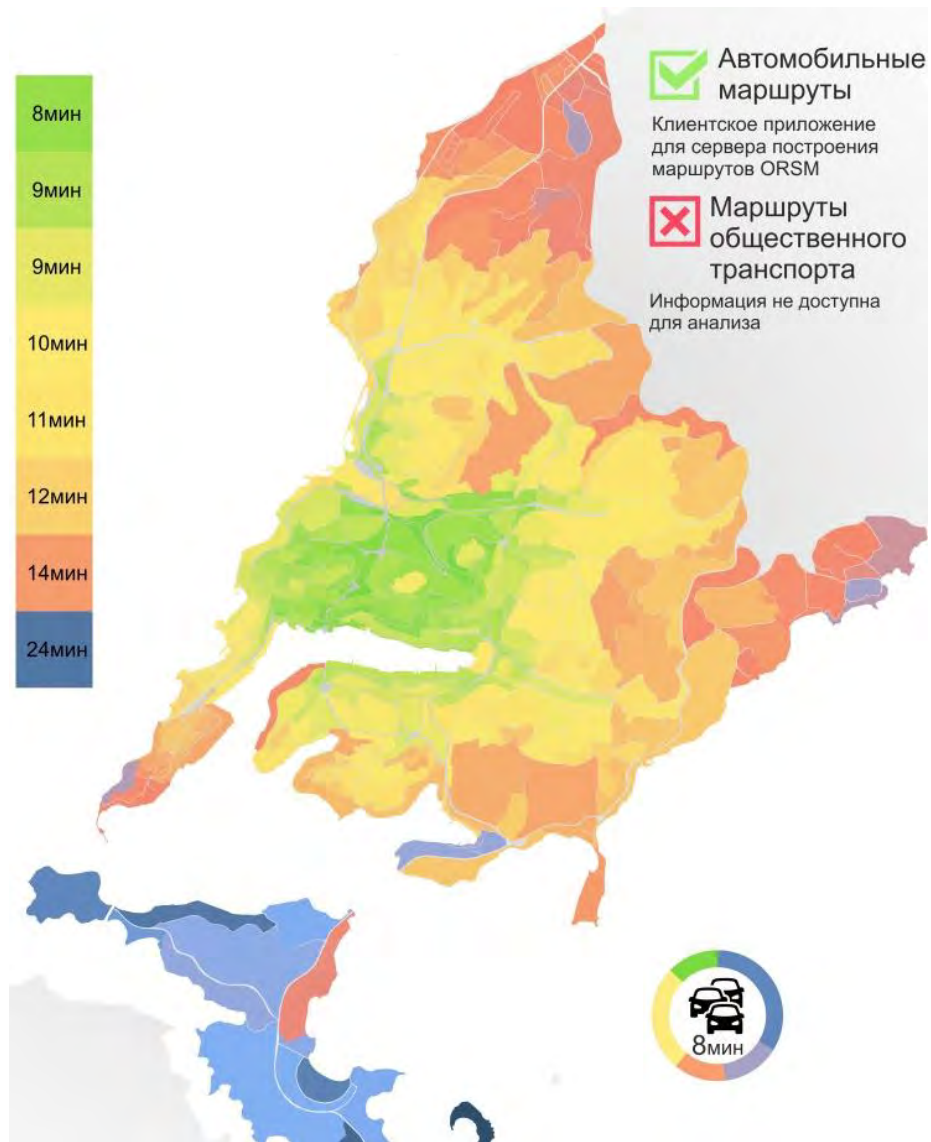 8мин
9мин
9мин
10мин
11мин
12мин
14мин
24мин
Автомобильные
маршруты
Клиентское приложение
для сервера построения
маршрутов ORSM
Маршруты
общественного
транспорта
Информация не доступна
для анализа
8мин